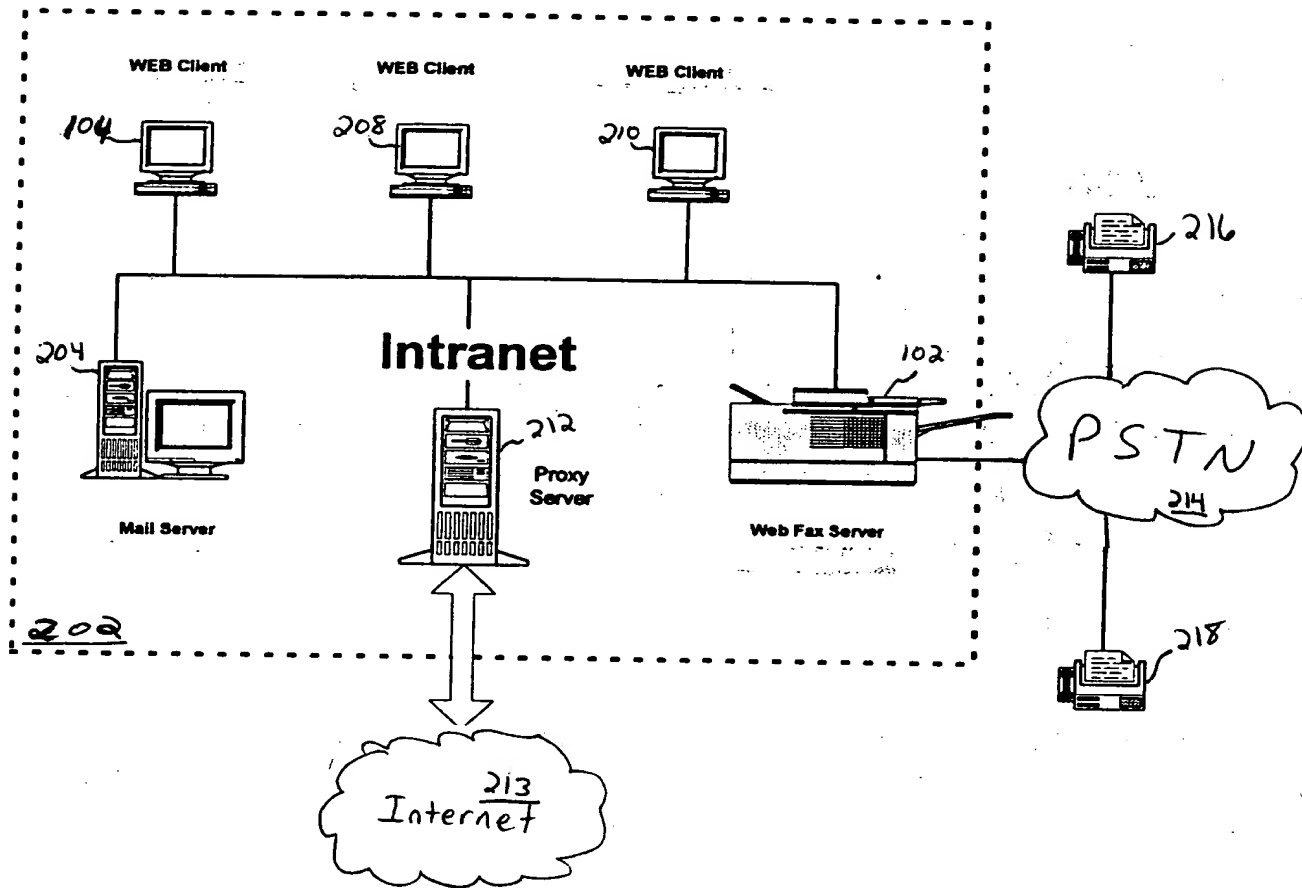 WEB Client
WEB Client
WEB Client
104
208
210
216
204
Intranet
102
212
Proxy
Server
PSTN
214
Mail Server
Web Fax Server
202
218
213
Internet